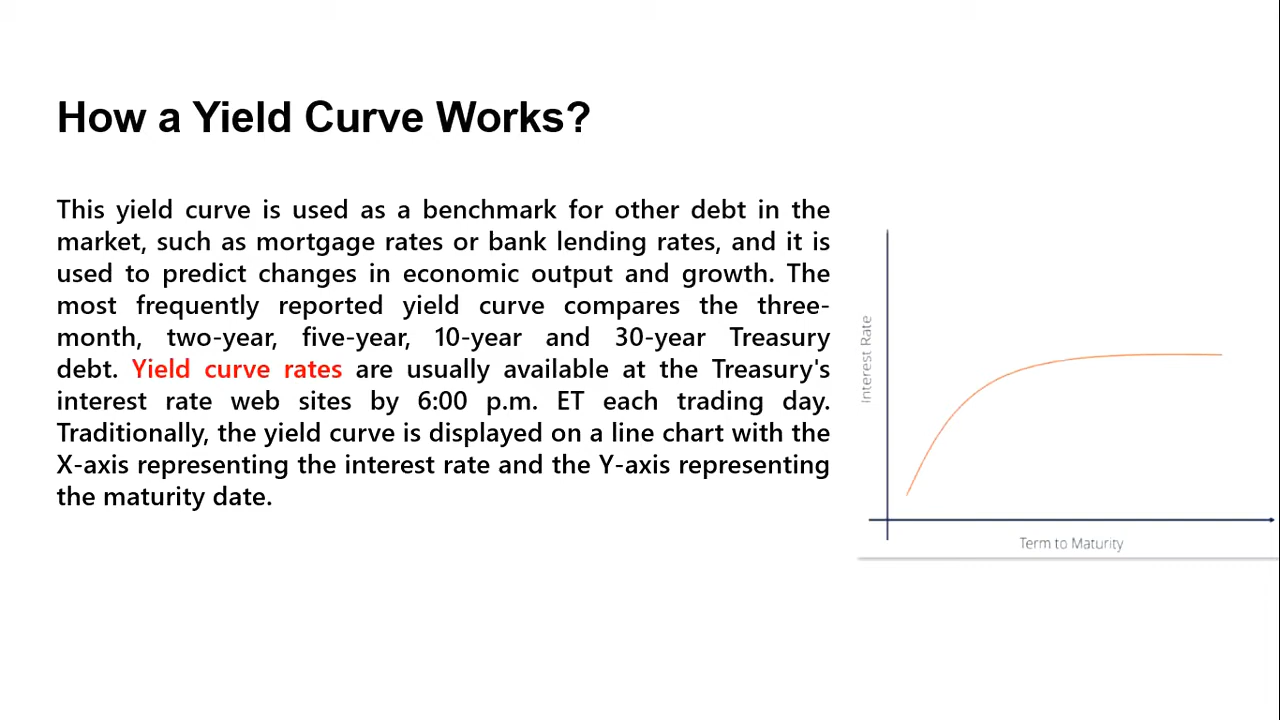 How a Yield Curve Works?
This yield curve is used as a benchmark for other debt in the
market, such as mortgage rates or bank lending rates, and it is
used to predict changes in economic output and growth. The
most frequently reported yield curve compares the three-
month, two-year, five-year, 10-year and 30-year Treasury
debt. Yield curve rates are usually available at the Treasury's
interest rate web sites by 6:00 p.m. ET each trading day.
Traditionally, the yield curve is displayed on a line chart with the
X-axis representing the interest rate and the Y-axis representing
the maturity date.
Interest Rate
Term to Maturity